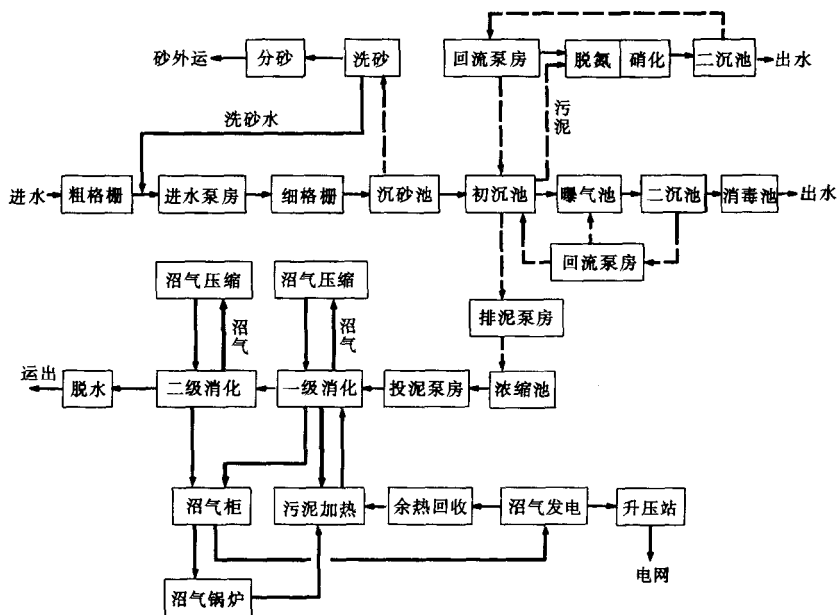 砂外运 分砂 洗砂 回流泵房 脱氮 硝化 二沉池 出水
洗砂水 污泥
进水 粗格栅 进水泵房 细格栅 沉砂池 初沉池 曝气池 二沉池 消毒池 出水
回流泵房
沼气压缩 沼气压缩
排泥泵房
沼气 沼气
运出 脱水 二级消化 一级消化 投泥泵房 浓缩池
沼气柜 污泥加热 余热回收 沼气发电 升压站
电网
沼气锅炉